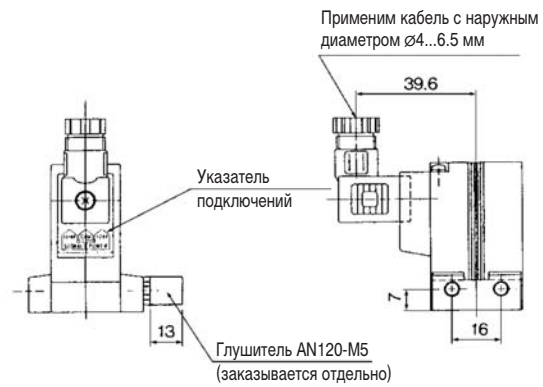 Применим кабель с наружным
диаметром ø4...6.5 мм
39.6
Указатель
подключений
7
16
13
Глушитель AN120-M5
(заказывается отдельно)